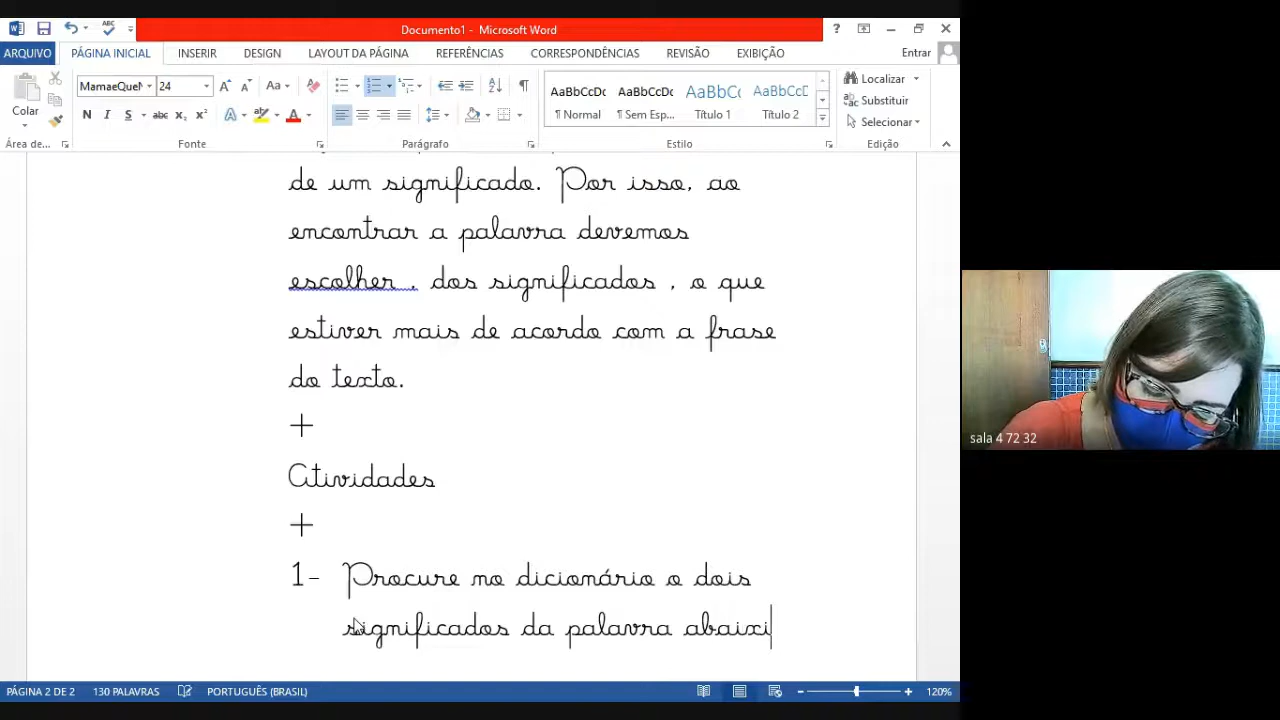 Documento1 - Microsoft Word
ARQUIVO PÁGINA INICIAL INSERIR DESIGN LAYOUT DA PÁGINA REFERÊNCIAS CORRESPONDÊNCIAS REVISÃO EXIBIÇÃO Entrar
Colar
MamaeQueN 24
AaBbCcDc AaBbCcDc AaBbCc AaBbCcD
¶ Normal ¶ Sem Esp... Título 1 Título 2
Localizar
Substituir
Selecionar
Área de... Fonte Parágrafo Estilo Edição
de um significado. Por isso, ao
encontrar a palavra devemos
escolher , dos significados , o que
estiver mais de acordo com a frase
do texto.
+
Atividades
+
1- Procure no dicionário o dois
significados da palavra abaixi
sala 4 72 32
PÁGINA 2 DE 2 130 PALAVRAS PORTUGUÊS (BRASIL) 120%